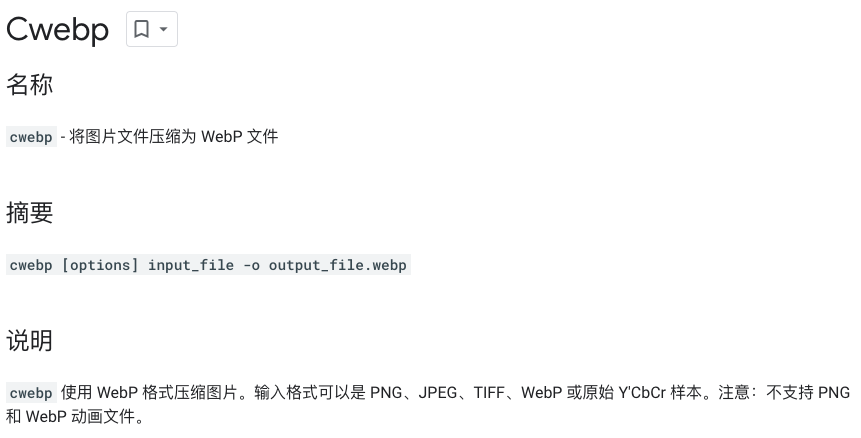 Cwebp
名称
cwebp - 将图片文件压缩为 WebP 文件
摘要
cwebp [options] input_file -o output_file.webp
说明
cwebp 使用 WebP 格式压缩图片。输入格式可以是 PNG、JPEG、TIFF、WebP 或原始 Y'CbCr 样本。注意：不支持 PNG
和 WebP 动画文件。